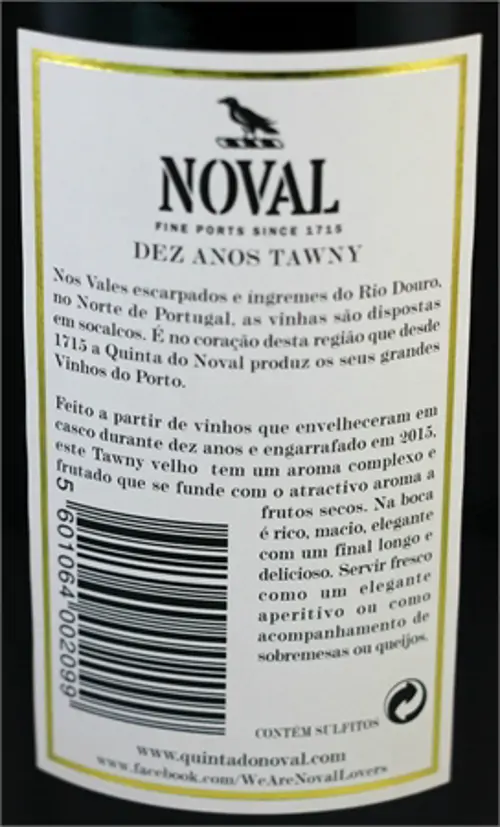 NOVAL
FINE PORTS SINCE 1715
DEZ ANOS TAWNY
Nos Vales escarpados e ingremes do Rio Douro,
no Norte de Portugal, as vinhas são dispostas
em socalcos. É no coração desta região que desde
1715 a Quinta do Noval produz os seus grandes
Vinhos do Porto.
Feito a partir de vinhos que envelheceram em
casco durante dez anos e engarrafado em 2015,
este Tawny velho tem um aroma complexo e
frutado que se funde com o atractivo aroma a
frutos secos. Na boca
é rico, macio, elegante
com um final longo e
delicioso. Servir fresco
como um elegante
aperitivo ou como
acompanhamento de
sobremesas ou queijos.
5 601064 002099
CONTÉM SULFITOS
www.quintadonoval.com
www.facebook.com/WeAreNovalLovers